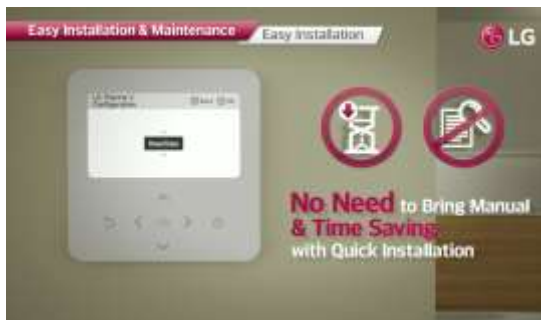 Easy Installation & Maintenance
Easy Installation
LG
No Need to Bring Manual
& Time Saving
with Quick Installation